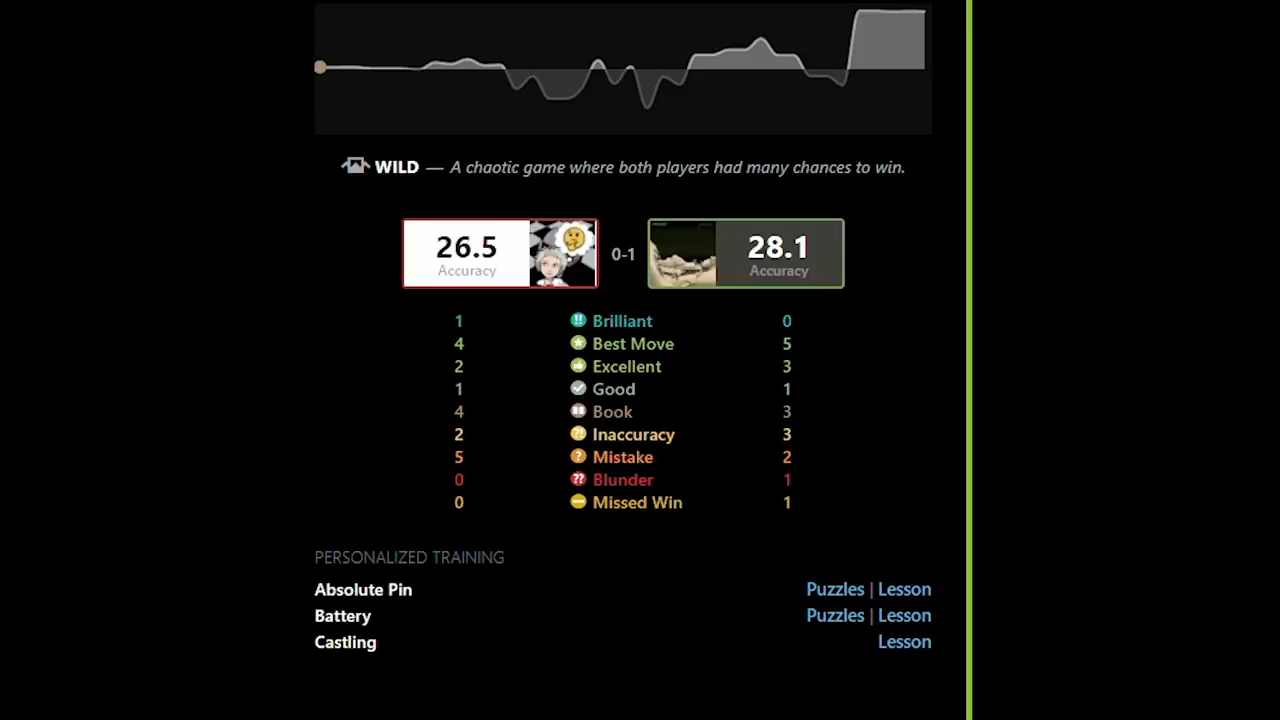 WILD — A chaotic game where both players had many chances to win.
26.5 Accuracy 0-1 28.1 Accuracy
1 Brilliant 0
4 Best Move 5
2 Excellent 3
1 Good 1
4 Book 3
2 Inaccuracy 3
5 Mistake 2
0 Blunder 1
0 Missed Win 1
PERSONALIZED TRAINING
Absolute Pin Puzzles | Lesson
Battery Puzzles | Lesson
Castling Lesson